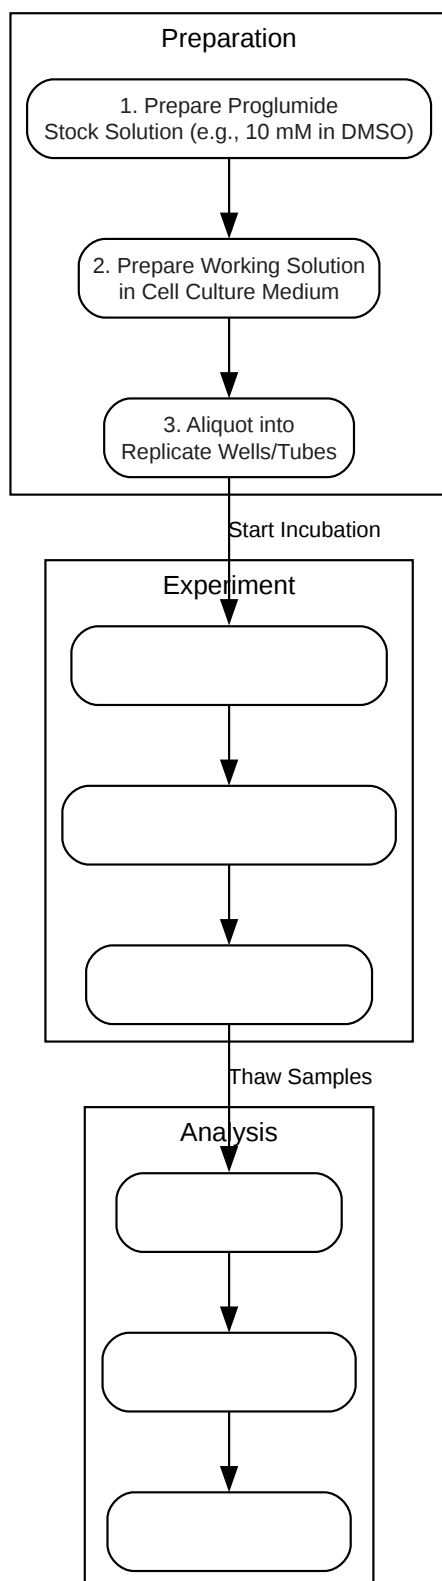 Preparation
1. Prepare Proglumide
Stock Solution (e.g., 10 mM in DMSO)
2. Prepare Working Solution
in Cell Culture Medium
3. Aliquot into
Replicate Wells/Tubes
Start Incubation
Experiment
Thaw Samples
Analysis